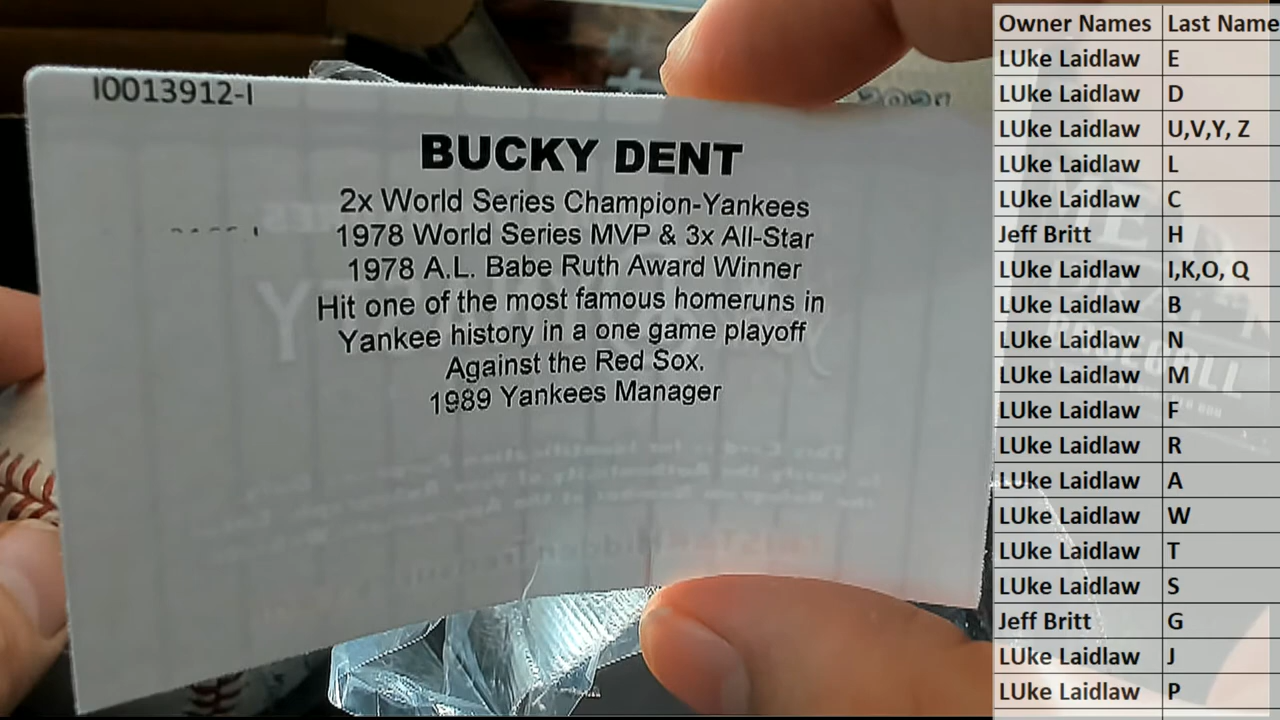 I0013912-I
BUCKY DENT
2x World Series Champion-Yankees
1978 World Series MVP & 3x All-Star
1978 A.L. Babe Ruth Award Winner
Hit one of the most famous homeruns in
Yankee history in a one game playoff
Against the Red Sox.
1989 Yankees Manager
Owner Names Last Name
LUke Laidlaw E
LUke Laidlaw D
LUke Laidlaw U,V,Y, Z
LUke Laidlaw L
LUke Laidlaw C
Jeff Britt H
LUke Laidlaw I,K,O, Q
LUke Laidlaw B
LUke Laidlaw N
LUke Laidlaw M
LUke Laidlaw F
LUke Laidlaw R
LUke Laidlaw A
LUke Laidlaw W
LUke Laidlaw T
LUke Laidlaw S
Jeff Britt G
LUke Laidlaw J
LUke Laidlaw P